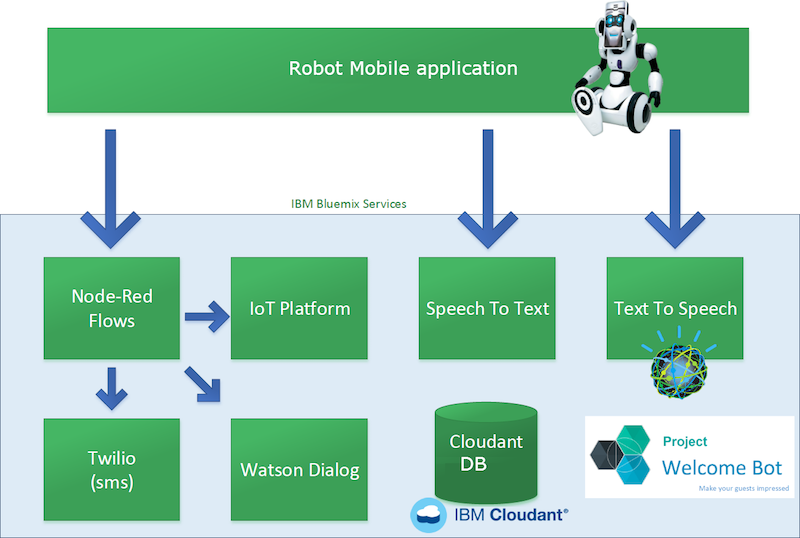 Robot Mobile application
IBM Bluemix Services
Node-Red
Flows
IoT Platform
Speech To Text
Text To Speech
Twilio
(sms)
Watson Dialog
Cloudant
DB
IBM Cloudant®
Project
Welcome Bot
Make your guests impressed